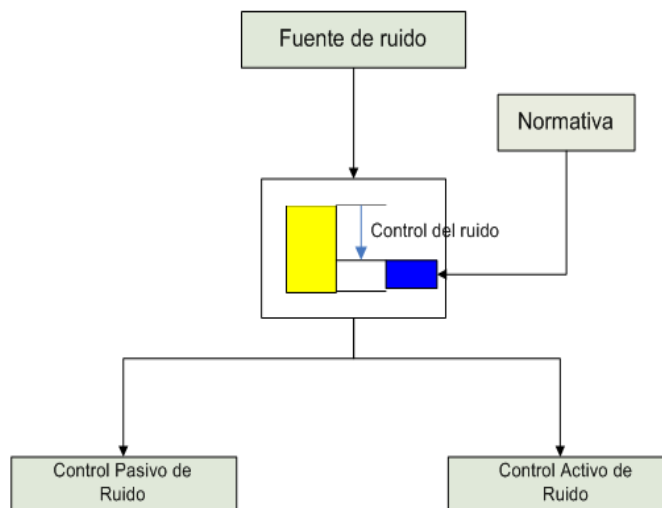 Fuente de ruido
Normativa
Control del ruido
Control Pasivo de
Ruido
Control Activo de
Ruido